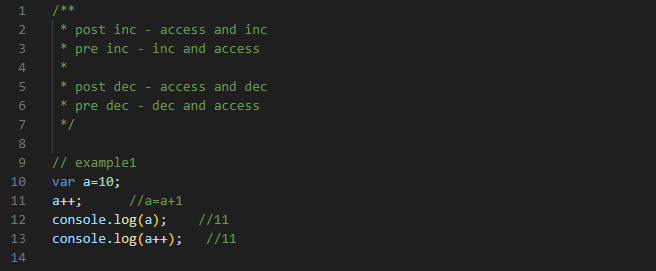 1 /**
2  * post inc - access and inc
3  * pre inc - inc and access
4  *
5  * post dec - access and dec
6  * pre dec - dec and access
7  */
8
9 // example1
10 var a=10;
11 a++;      //a=a+1
12 console.log(a);    //11
13 console.log(a++);   //11
14